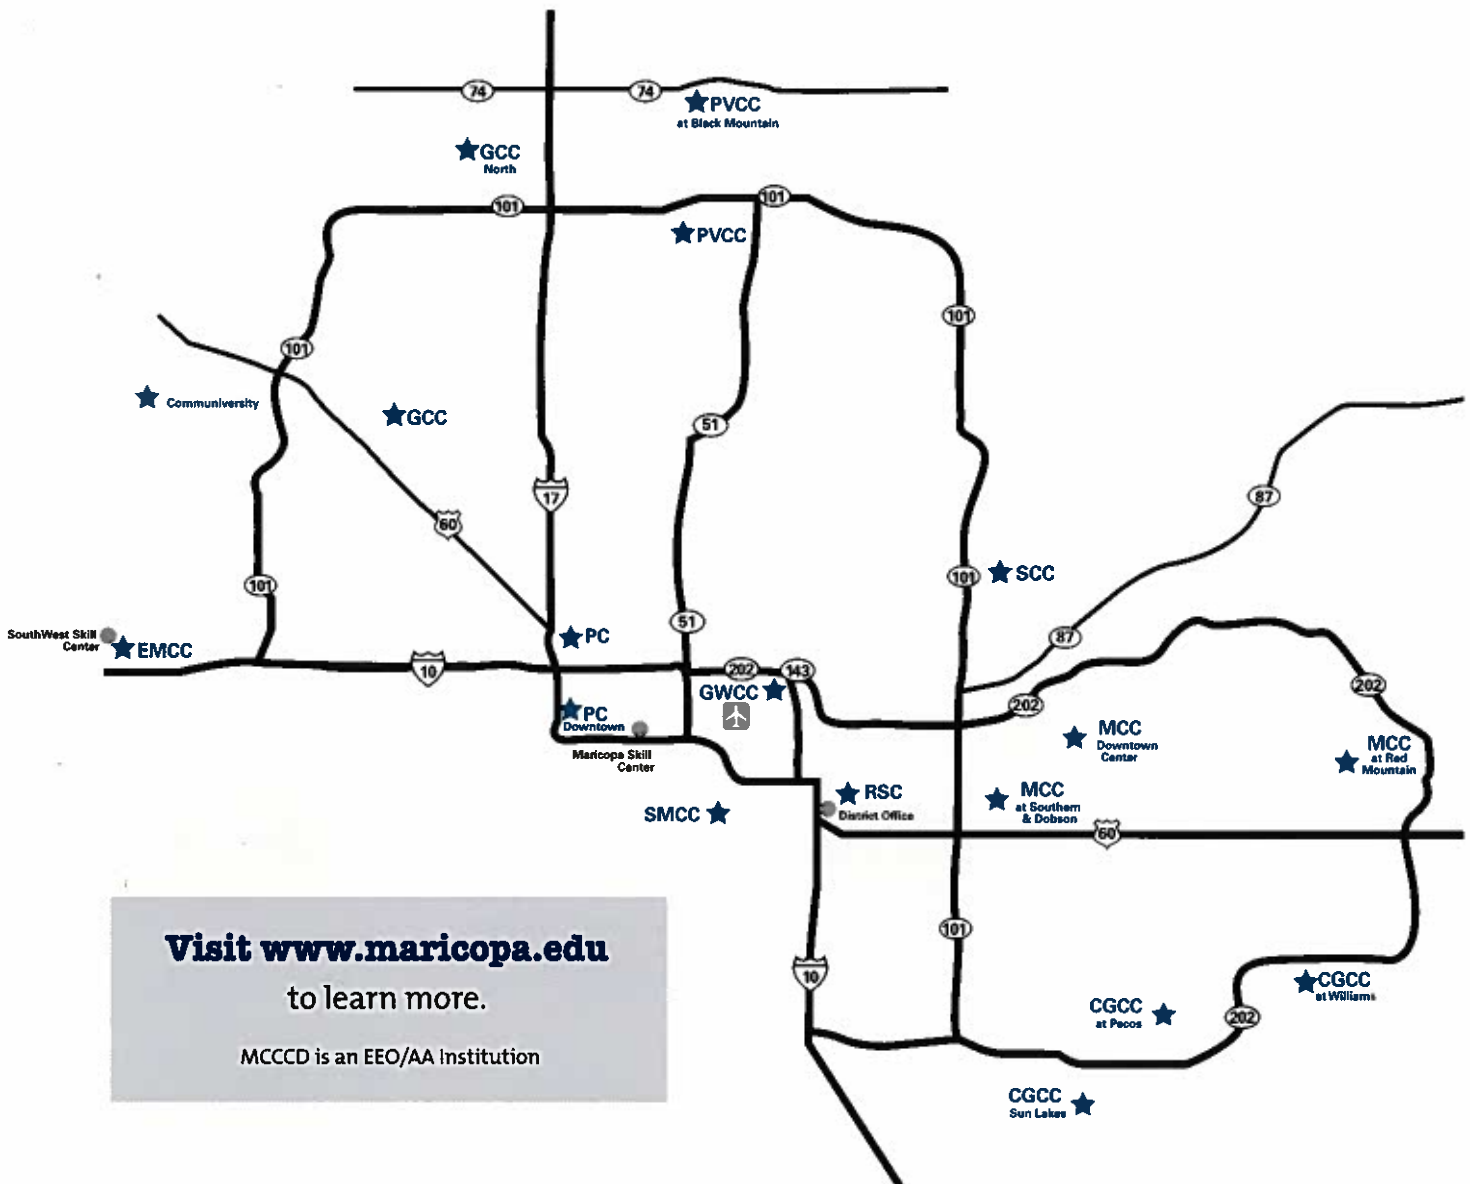 74
74
PVCC
at Black Mountain
GCC
North
101
101
PVCC
101
101
Communiversity
GCC
51
17
87
60
101
101
SCC
51
SouthWest Skill
Center
EMCC
PC
87
10
202
143
GWCC
202
202
PC
Downtown
Maricopa Skill
Center
MCC
Downtown
Center
MCC
at Red
Mountain
RSC
District Office
MCC
at Southern
& Dobson
SMCC
60
Visit www.maricopa.edu
to learn more.
MCCCD is an EEO/AA Institution
101
10
CGCC
at Williams
CGCC
at Pecos
202
CGCC
Sun Lakes